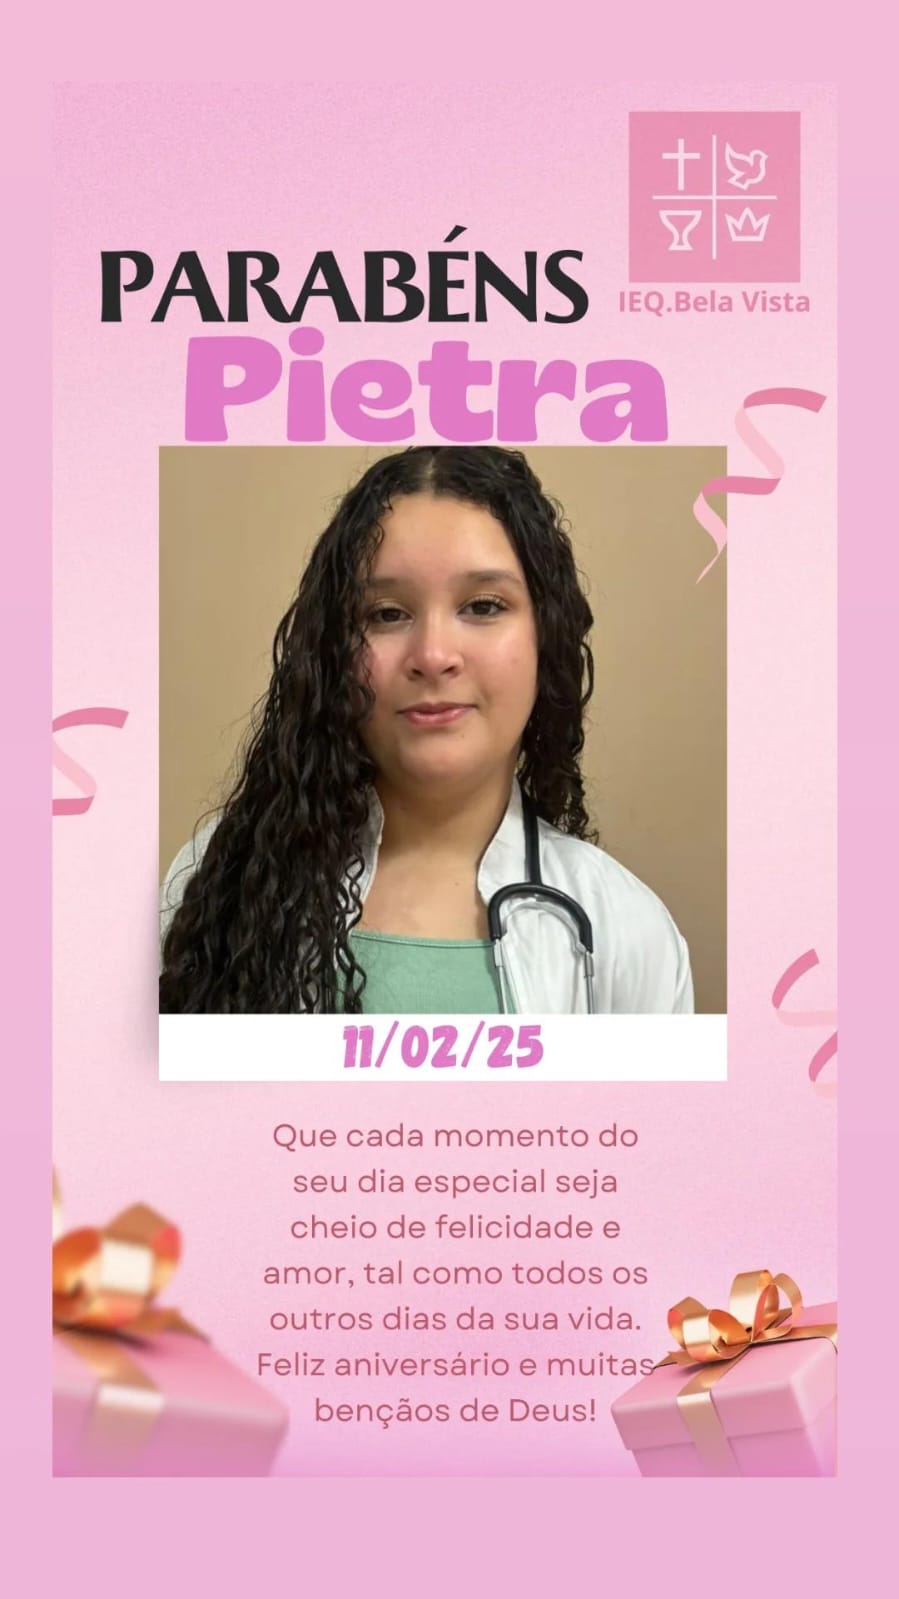 IEQ.Bela Vista
PARABÉNS
Pietra
11/02/25
Que cada momento do
seu dia especial seja
cheio de felicidade e
amor, tal como todos os
outros dias da sua vida.
Feliz aniversário e muitas
bençãos de Deus!